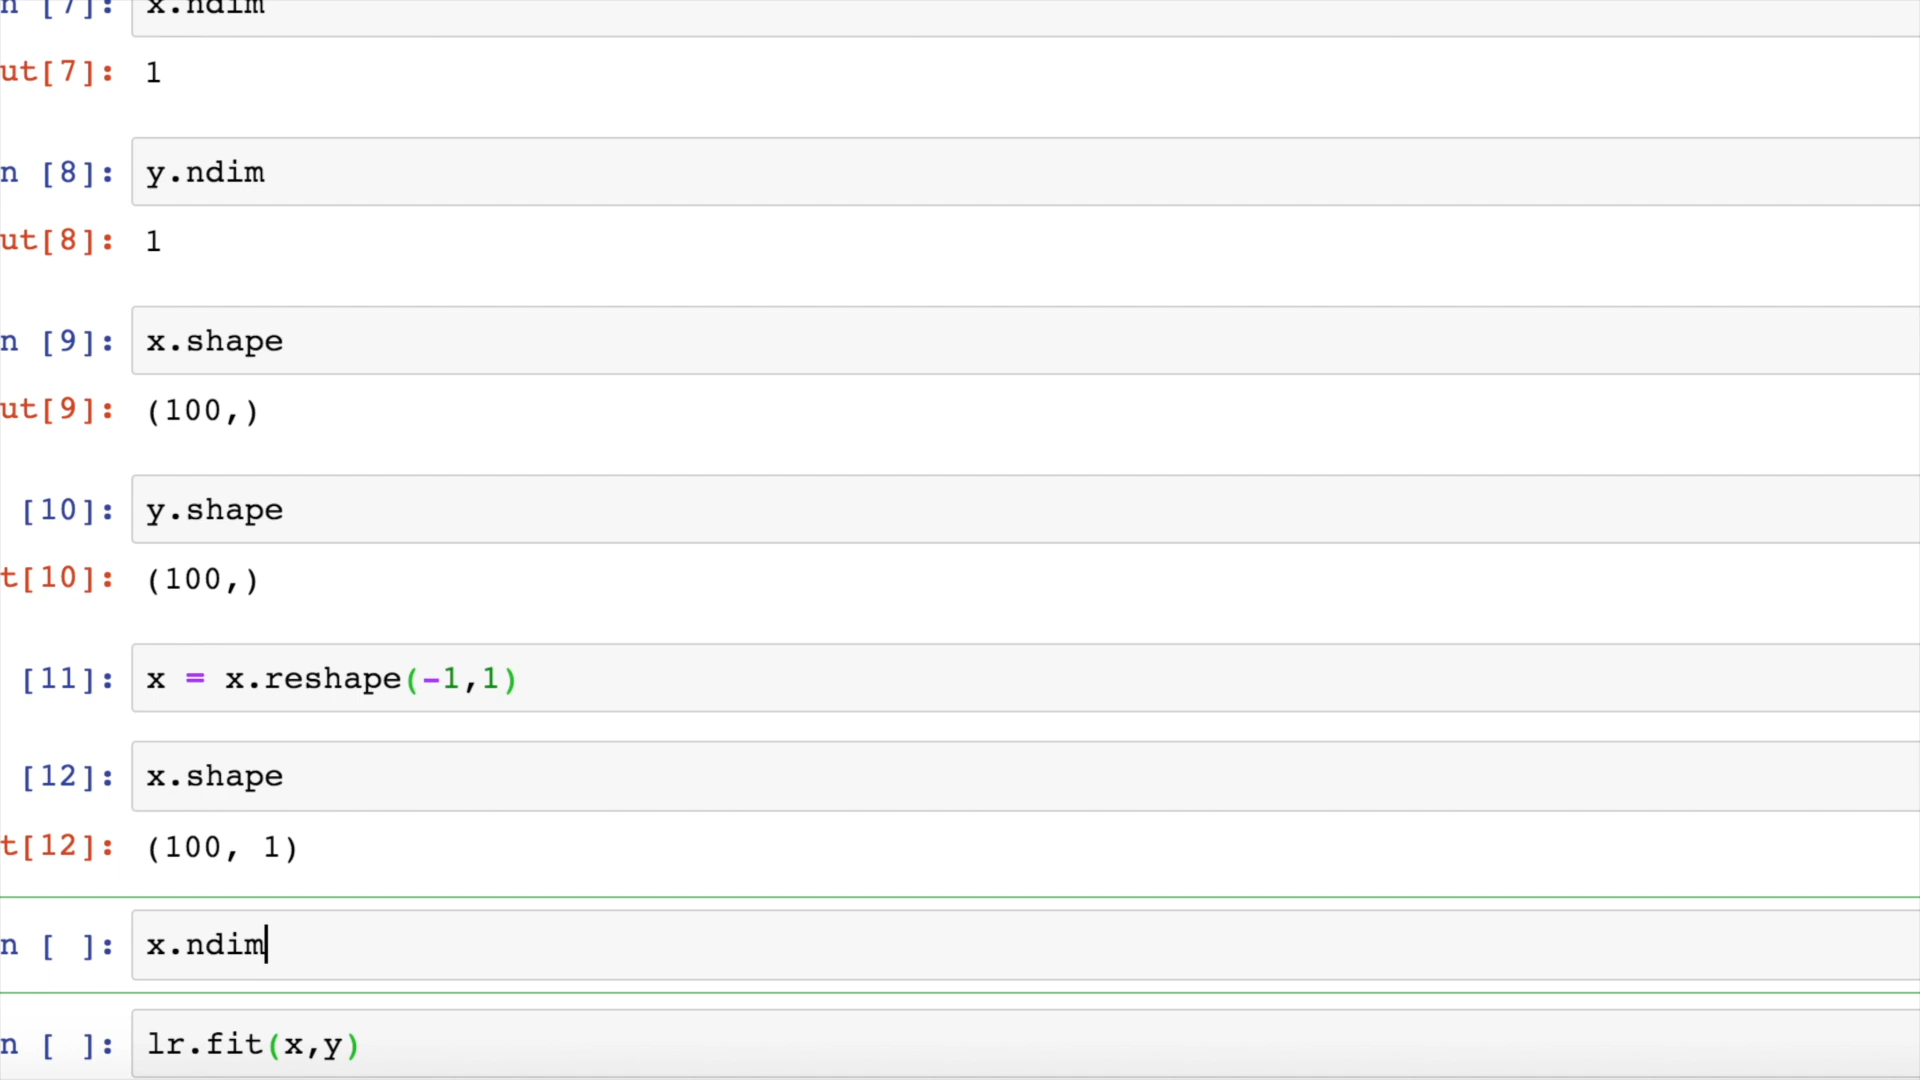 n [7]: x.ndim
ut[7]: 1
n [8]: y.ndim
ut[8]: 1
n [9]: x.shape
ut[9]: (100,)
[10]: y.shape
t[10]: (100,)
[11]: x = x.reshape(-1,1)
[12]: x.shape
t[12]: (100, 1)
n [ ]: x.ndim
n [ ]: lr.fit(x,y)